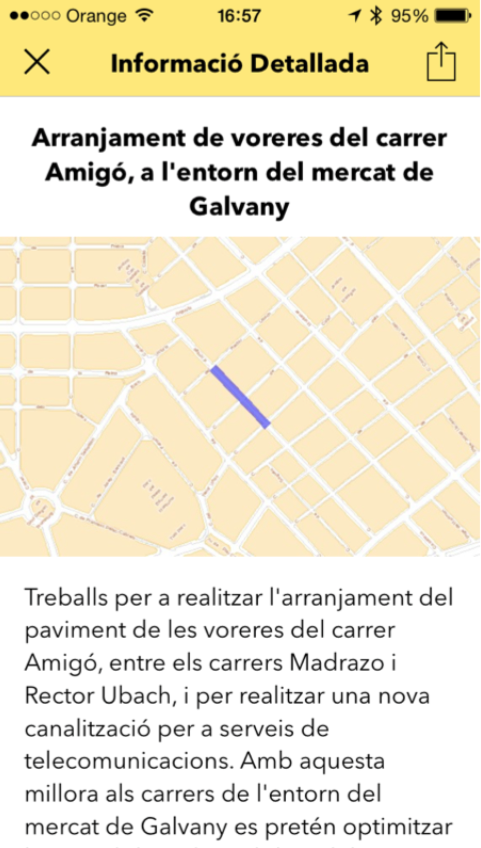 Orange 16:57 95%
Informació Detallada
Arranjament de voreres del carrer
Amigó, a l'entorn del mercat de
Galvany
Treballs per a realitzar l'arranjament del
paviment de les voreres del carrer
Amigó, entre els carrers Madrazo i
Rector Ubach, i per realitzar una nova
canalització per a serveis de
telecomunicacions. Amb aquesta
millora als carrers de l'entorn del
mercat de Galvany es pretén optimitzar